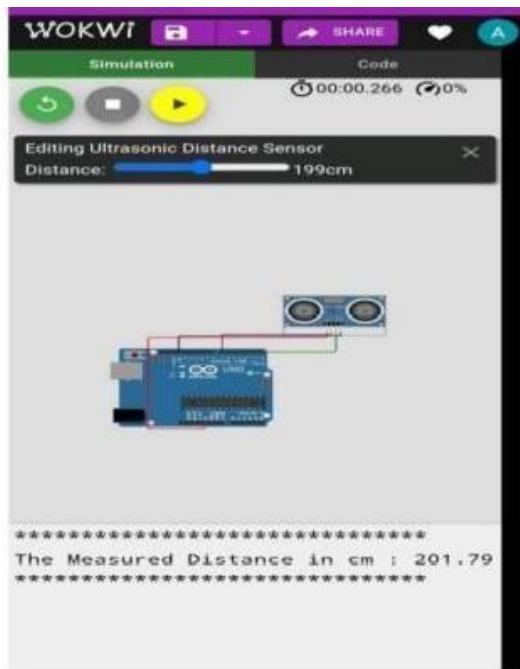 WOKWI
SHARE
A
Simulation Code
00:00.266 0%
Editing Ultrasonic Distance Sensor
Distance: 199cm
UNO
*******************************
The Measured Distance in cm : 201.79
*******************************